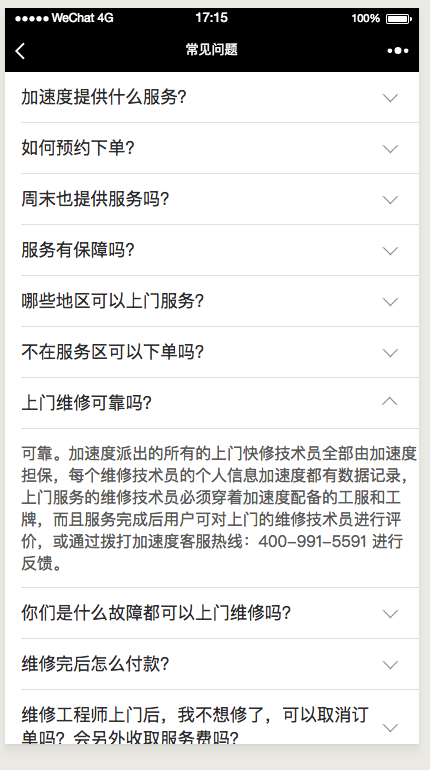 WeChat 4G 17:15 100%
常见问题
加速度提供什么服务?
如何预约下单?
周末也提供服务吗?
服务有保障吗?
哪些地区可以上门服务?
不在服务区可以下单吗?
上门维修可靠吗?
可靠。加速度派出的所有的上门快修技术员全部由加速度
担保，每个维修技术员的个人信息加速度都有数据记录，
上门服务的维修技术员必须穿着加速度配备的工服和工
牌，而且服务完成后用户可对上门的维修技术员进行评
价，或通过拨打加速度客服热线：400-991-5591 进行
反馈。
你们是什么故障都可以上门维修吗?
维修完后怎么付款?
维修工程师上门后，我不想修了，可以取消订
单吗？会另外收取服务费吗?